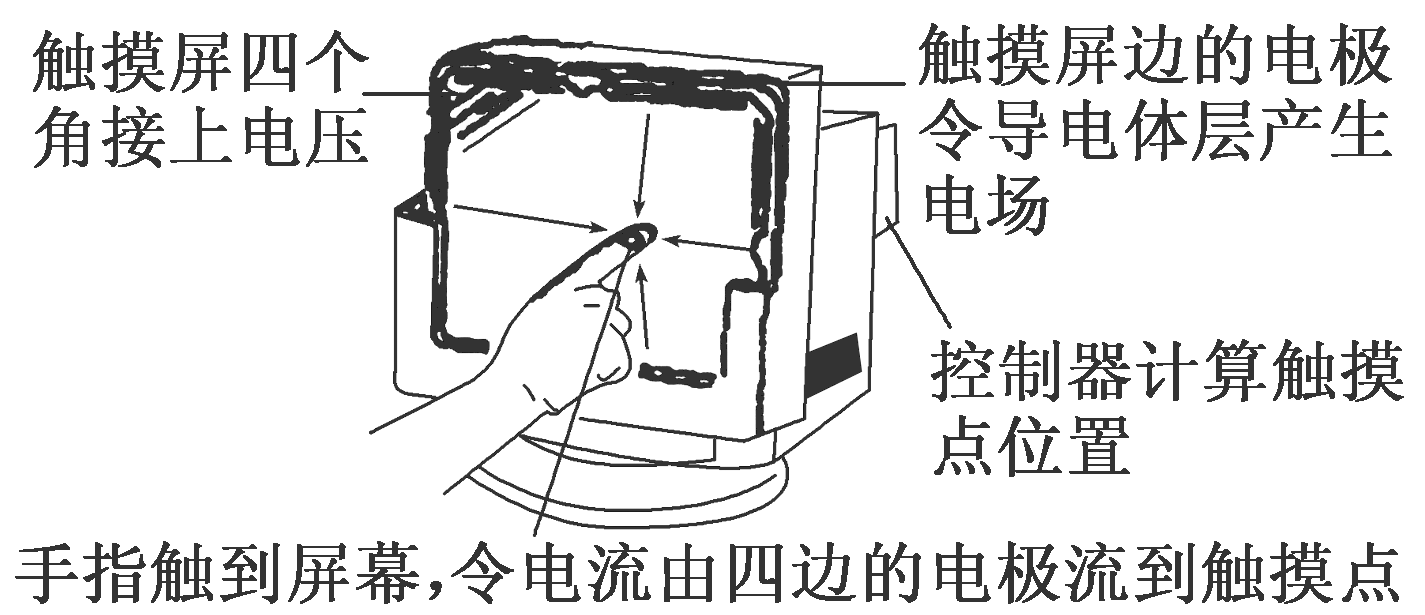 触摸屏四个
角接上电压
触摸屏边的电极
令导电体层产生
电场
控制器计算触摸
点位置
手指触到屏幕,令电流由四边的电极流到触摸点